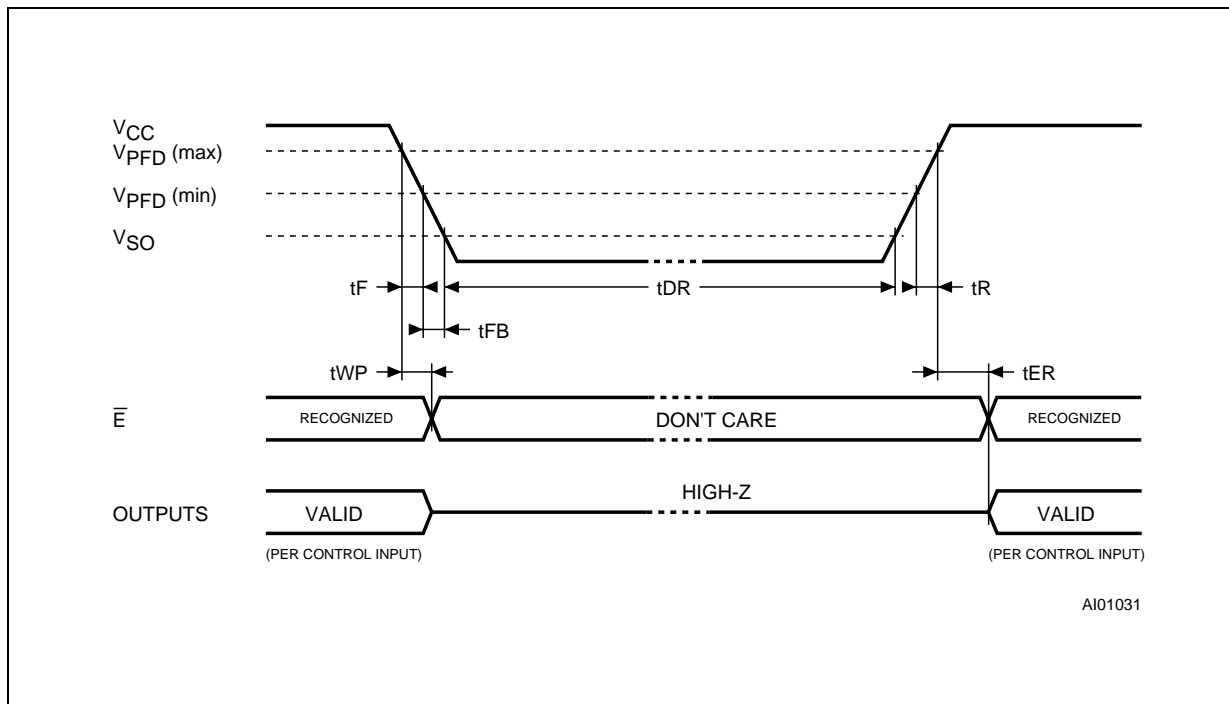 VCC
VPFD (max)
VPFD (min)
VSO
tF
tDR
tR
tFB
tWP
tER
E̅
RECOGNIZED
DON'T CARE
RECOGNIZED
HIGH-Z
OUTPUTS
VALID
VALID
(PER CONTROL INPUT)
(PER CONTROL INPUT)
AI01031